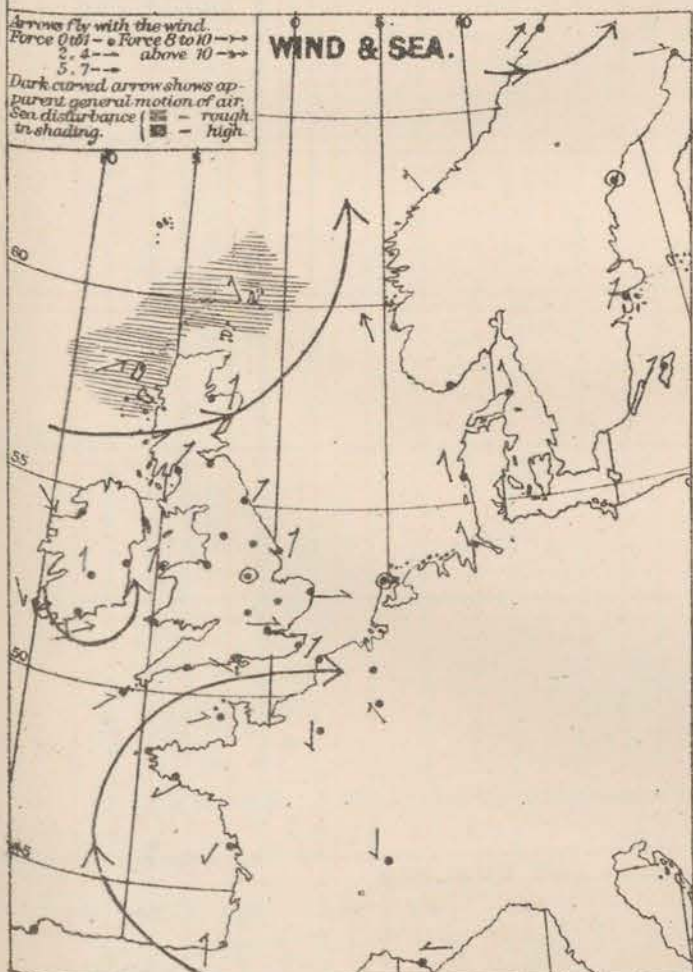 Arrows fly with the wind.
Force 0 to 1 – Force 8 to 10
2. 4 – above 10
5. 7 –
Dark curved arrow shows ap-
parent general motion of air.
Sea disturbance { – rough.
in shading. { – high.
WIND & SEA.
0
10
5
60
55
50
45